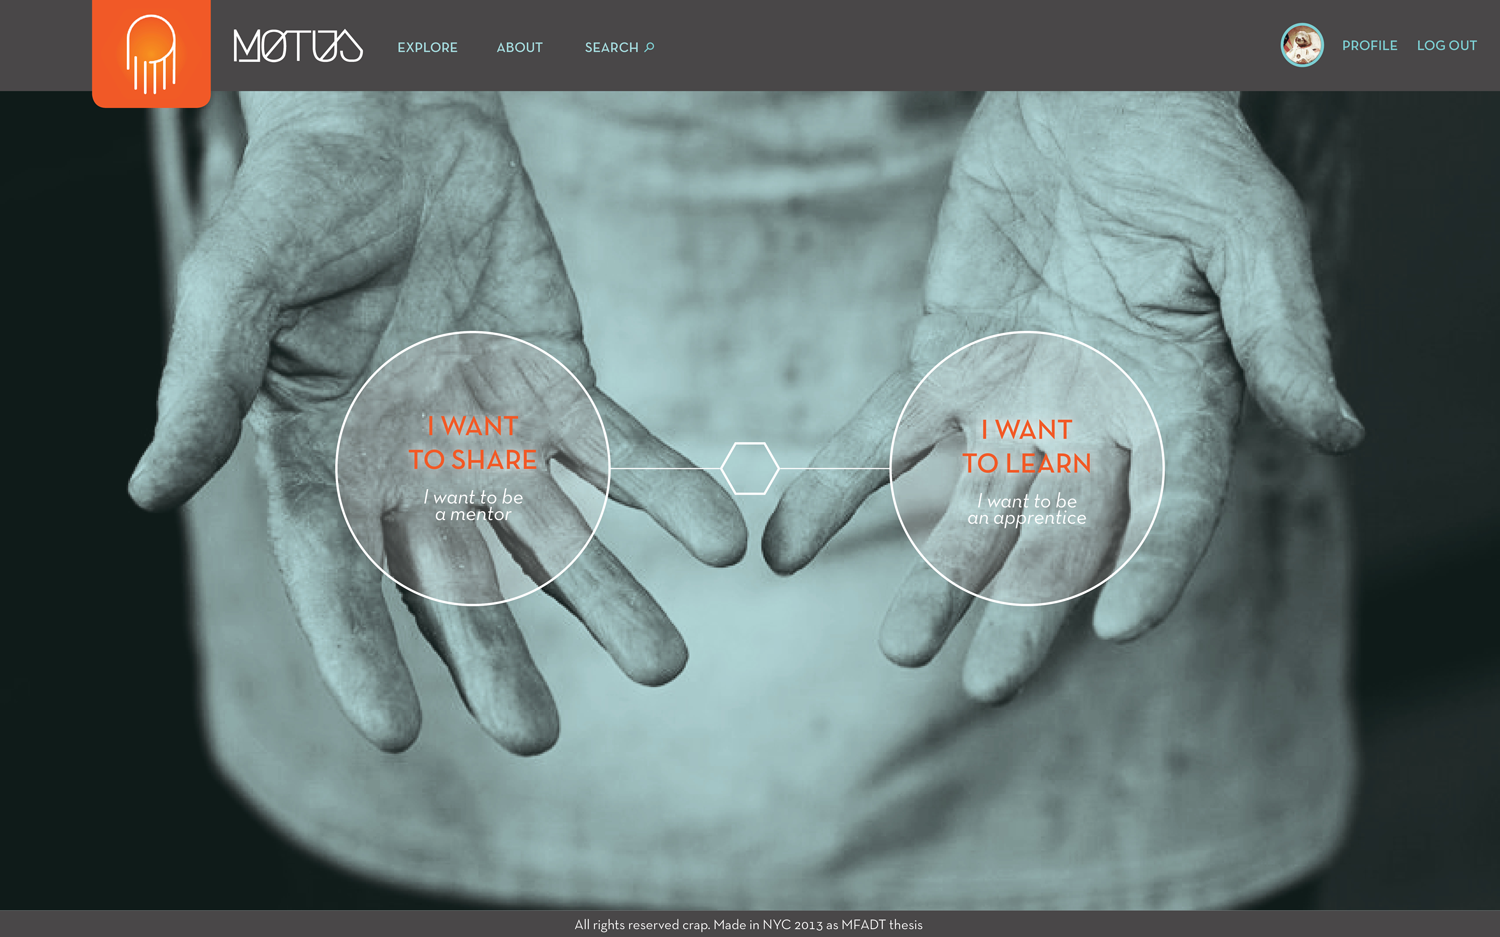 MOTUS
EXPLORE
ABOUT
SEARCH
PROFILE
LOG OUT
I WANT
TO SHARE
I want to be
a mentor
I WANT
TO LEARN
I want to be
an apprentice
All rights reserved crap. Made in NYC 2013 as MFADT thesis